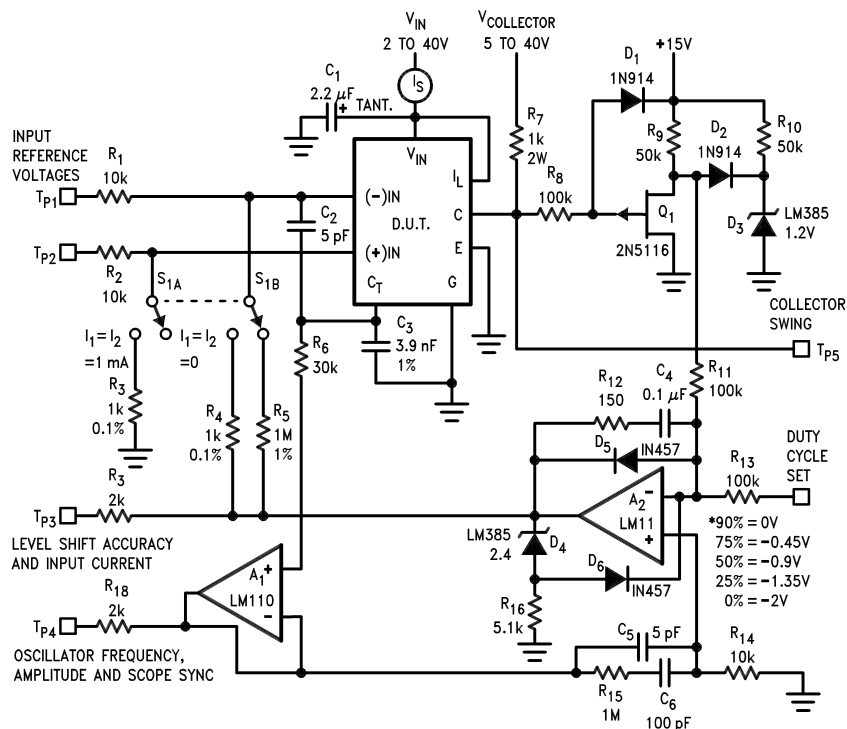 V_IN
2 TO 40V
V_COLLECTOR
5 TO 40V
C1
2.2 µF
+ TANT.
I_S
D1
1N914
+15V
INPUT
REFERENCE
VOLTAGES
R1
10k
T_P1
V_IN
I_L
(-)IN
C
D.U.T.
(+)IN
E
C_T
G
R7
1k
2W
R8
100k
R9
50k
D2
1N914
R10
50k
Q1
2N5116
D3
LM385
1.2V
C2
5 pF
T_P2
R2
10k
S1A
S1B
I1=I2
=1 mA
I1=I2
=0
R3
1k
0.1%
R4
1k
0.1%
R5
1M
1%
R6
30k
C3
3.9 nF
1%
COLLECTOR
SWING
T_P5
R11
100k
R12
150
C4
0.1 µF
D5
IN457
R13
100k
DUTY
CYCLE
SET
*90% = 0V
75% = −0.45V
50% = −0.9V
25% = −1.35V
0% = −2V
A2
−
LM11
+
R3
2k
T_P3
LEVEL SHIFT ACCURACY
AND INPUT CURRENT
LM385
2.4
D4
D6
IN457
R16
5.1k
A1
+
LM110
−
R18
2k
T_P4
OSCILLATOR FREQUENCY,
AMPLITUDE AND SCOPE SYNC
C5
5 pF
R15
1M
C6
100 pF
R14
10k